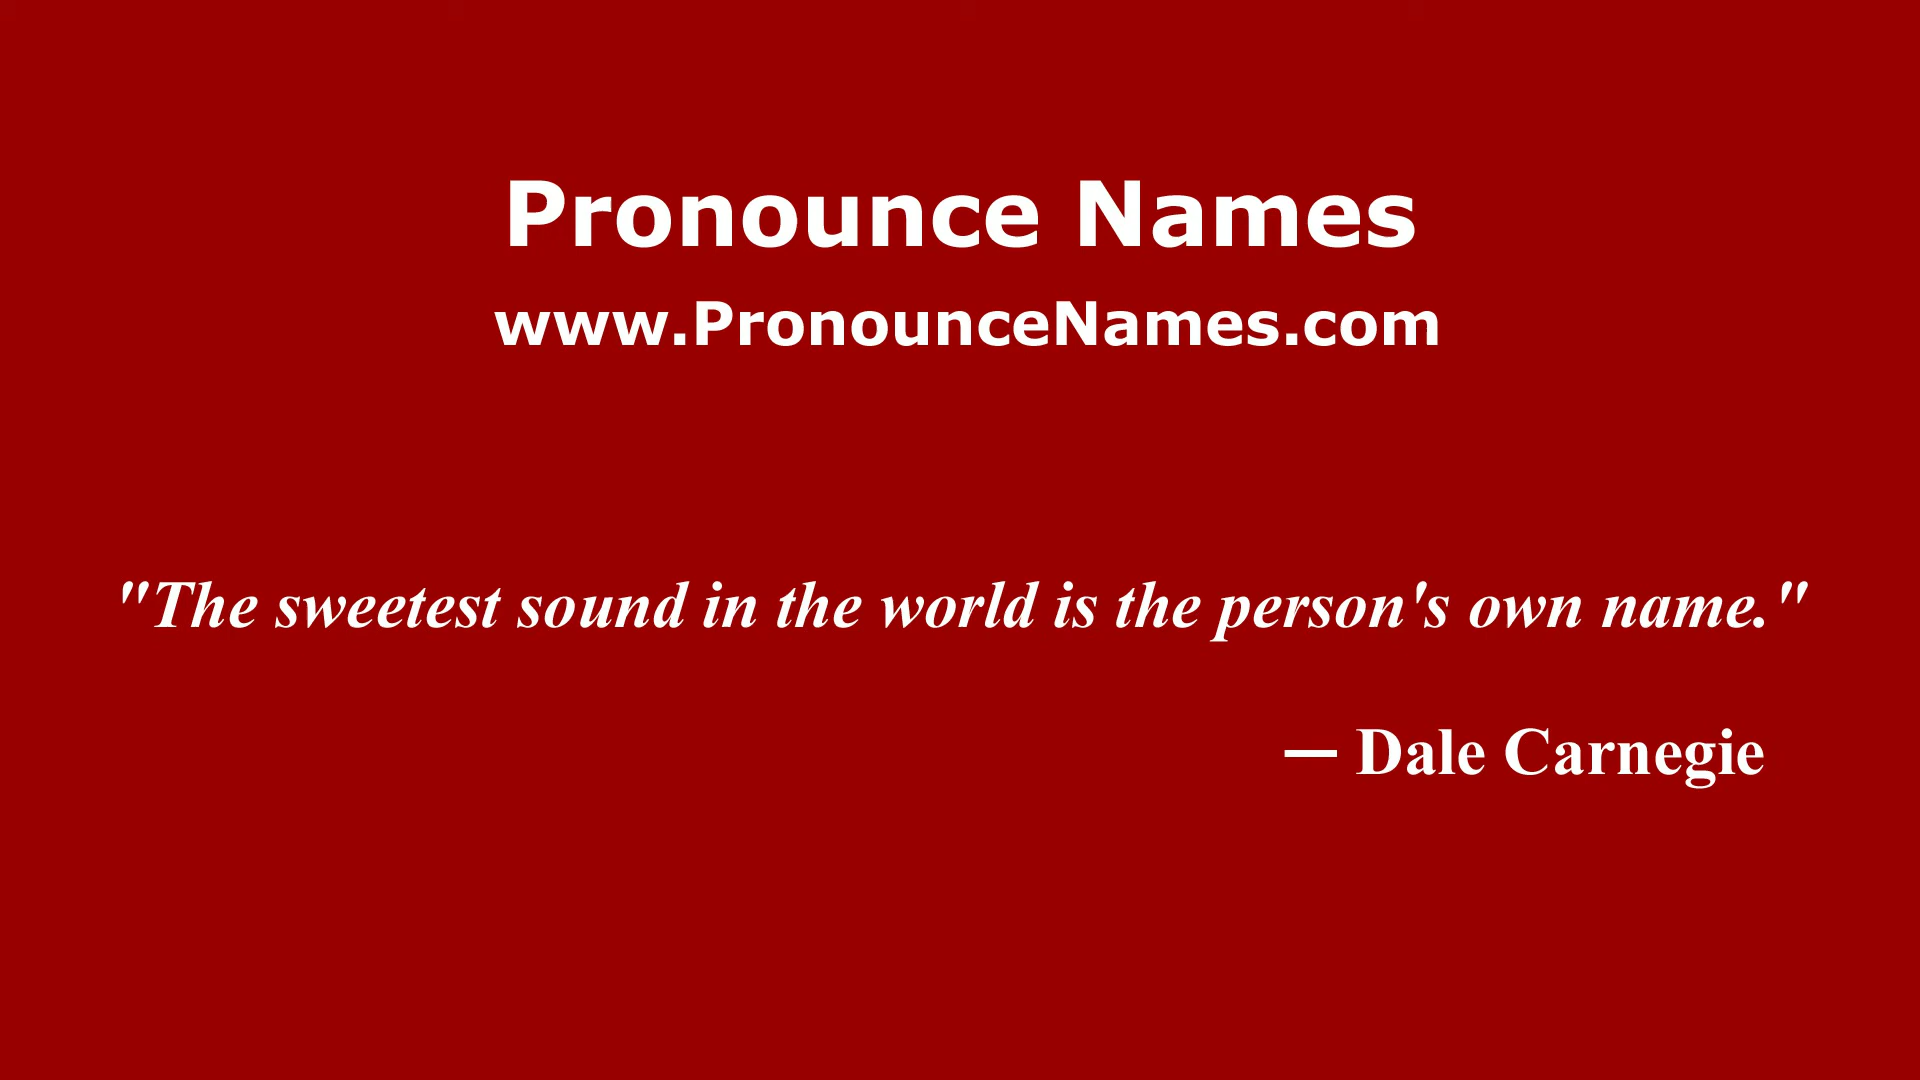 Pronounce Names
www.PronounceNames.com
"The sweetest sound in the world is the person's own name."
— Dale Carnegie